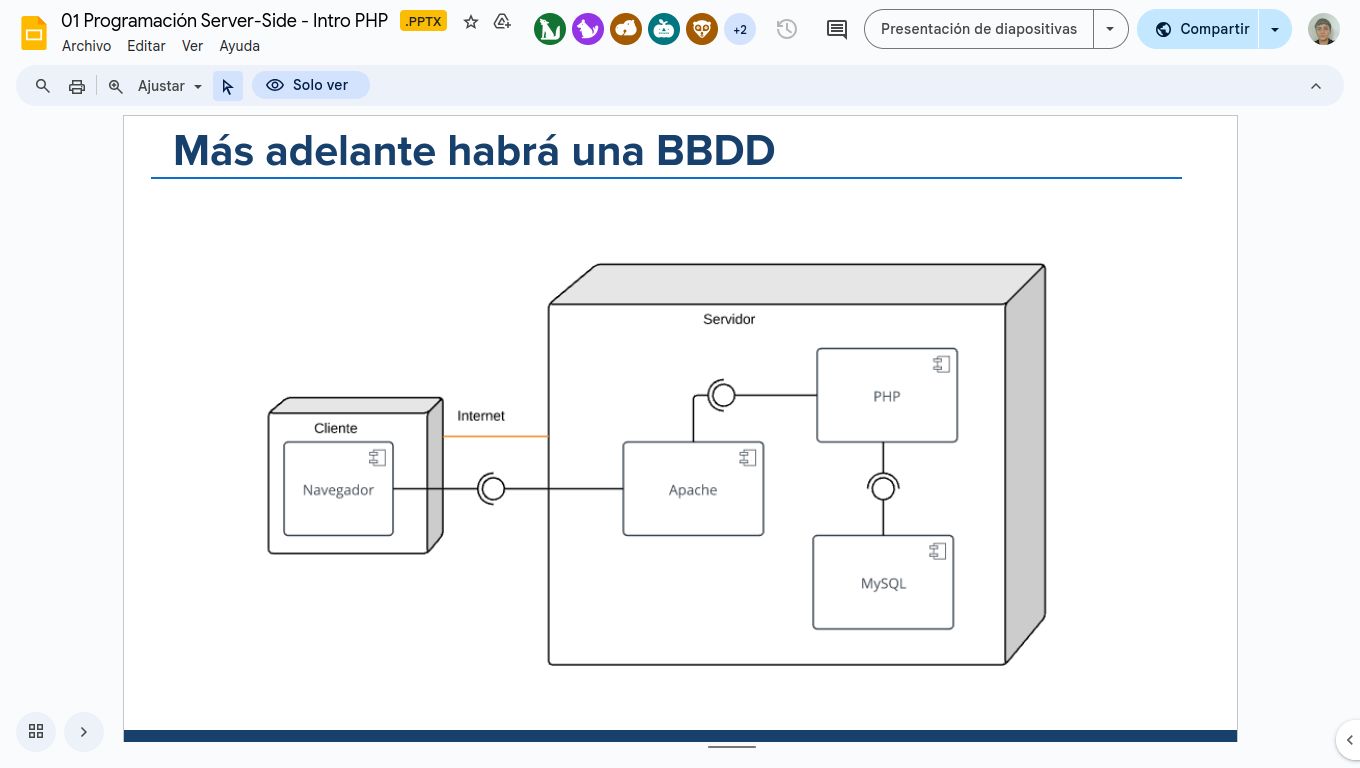 01 Programación Server-Side - Intro PHP
.PPTX
Archivo Editar Ver Ayuda
+2
Presentación de diapositivas
Compartir
Ajustar
Solo ver
Más adelante habrá una BBDD
Servidor
PHP
Internet
Cliente
Navegador
Apache
MySQL